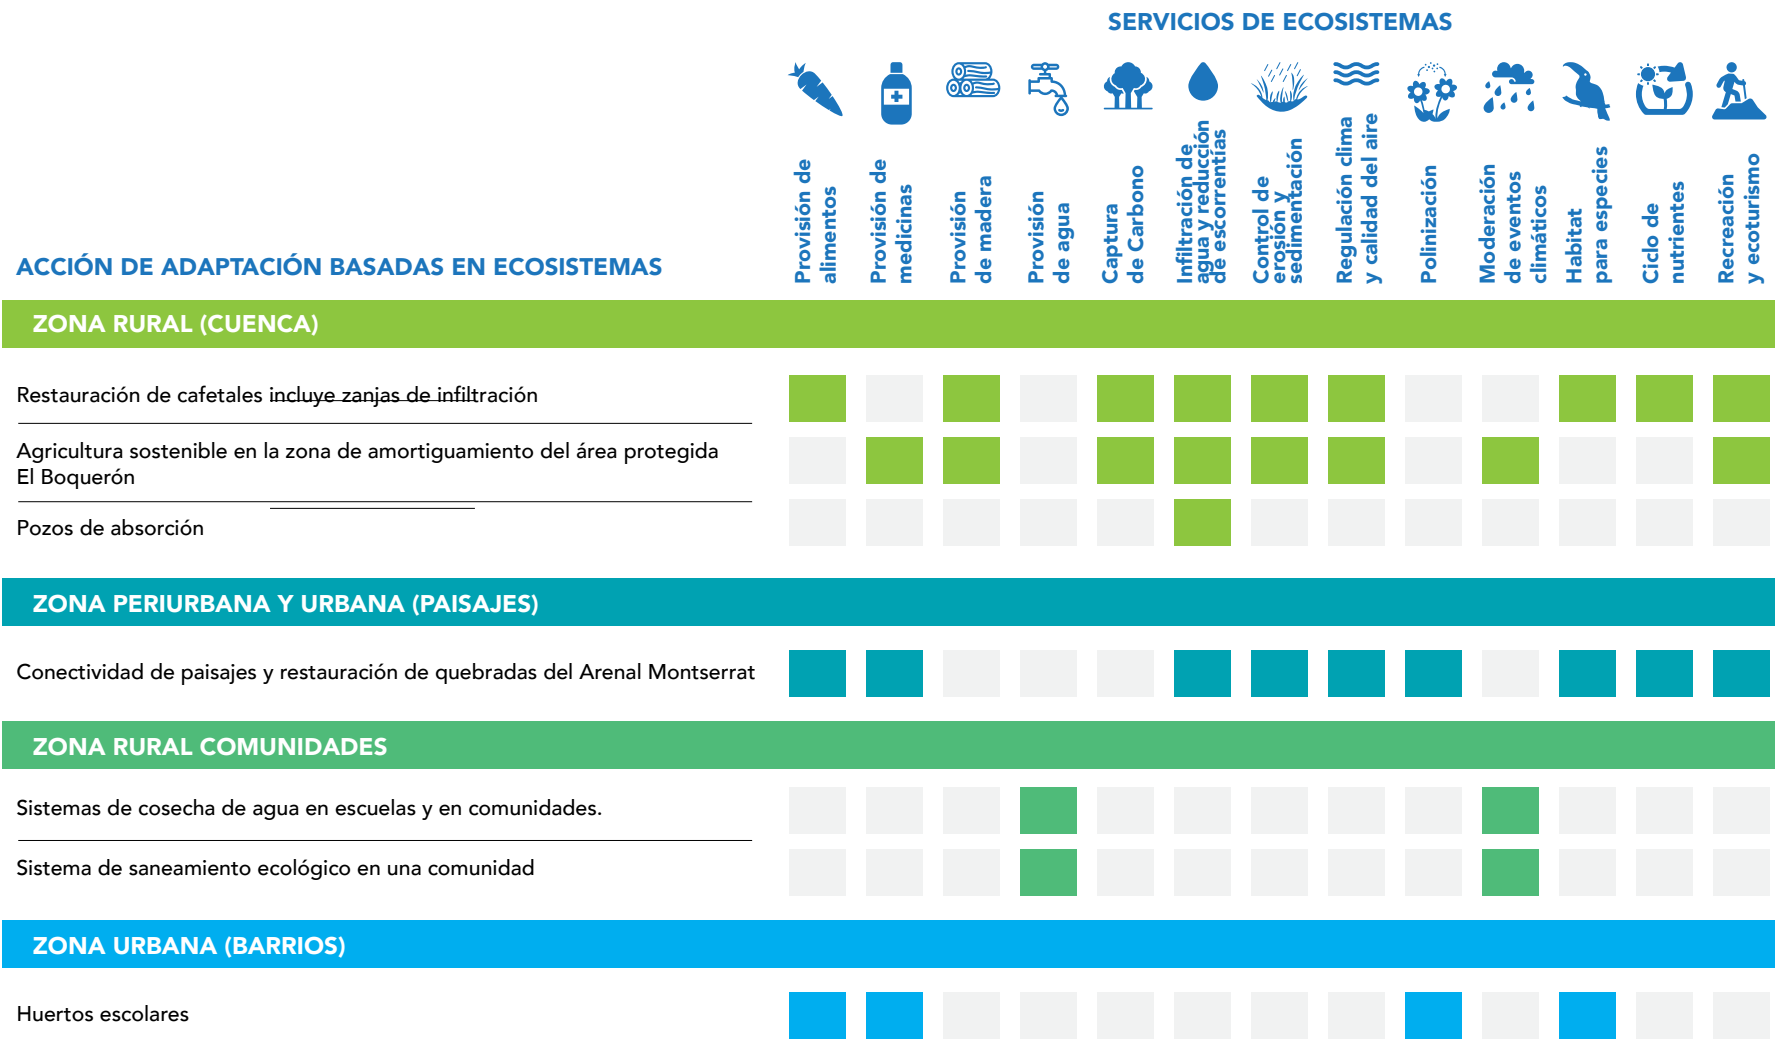 SERVICIOS DE ECOSISTEMAS
Provisión de
alimentos
Provisión de
medicinas
Provisión
de madera
Provisión
de agua
Captura
de Carbono
Infiltración de
agua y reducción
de escorrentías
Control de
erosión y
sedimentación
Regulación clima
y calidad del aire
Polinización
Moderación
de eventos
climáticos
Habitat
para especies
Ciclo de
nutrientes
Recreación
y ecoturismo
ACCIÓN DE ADAPTACIÓN BASADAS EN ECOSISTEMAS
ZONA RURAL (CUENCA)
Restauración de cafetales incluye zanjas de infiltración
Agricultura sostenible en la zona de amortiguamiento del área protegida
El Boquerón
Pozos de absorción
ZONA PERIURBANA Y URBANA (PAISAJES)
Conectividad de paisajes y restauración de quebradas del Arenal Montserrat
ZONA RURAL COMUNIDADES
Sistemas de cosecha de agua en escuelas y en comunidades.
Sistema de saneamiento ecológico en una comunidad
ZONA URBANA (BARRIOS)
Huertos escolares